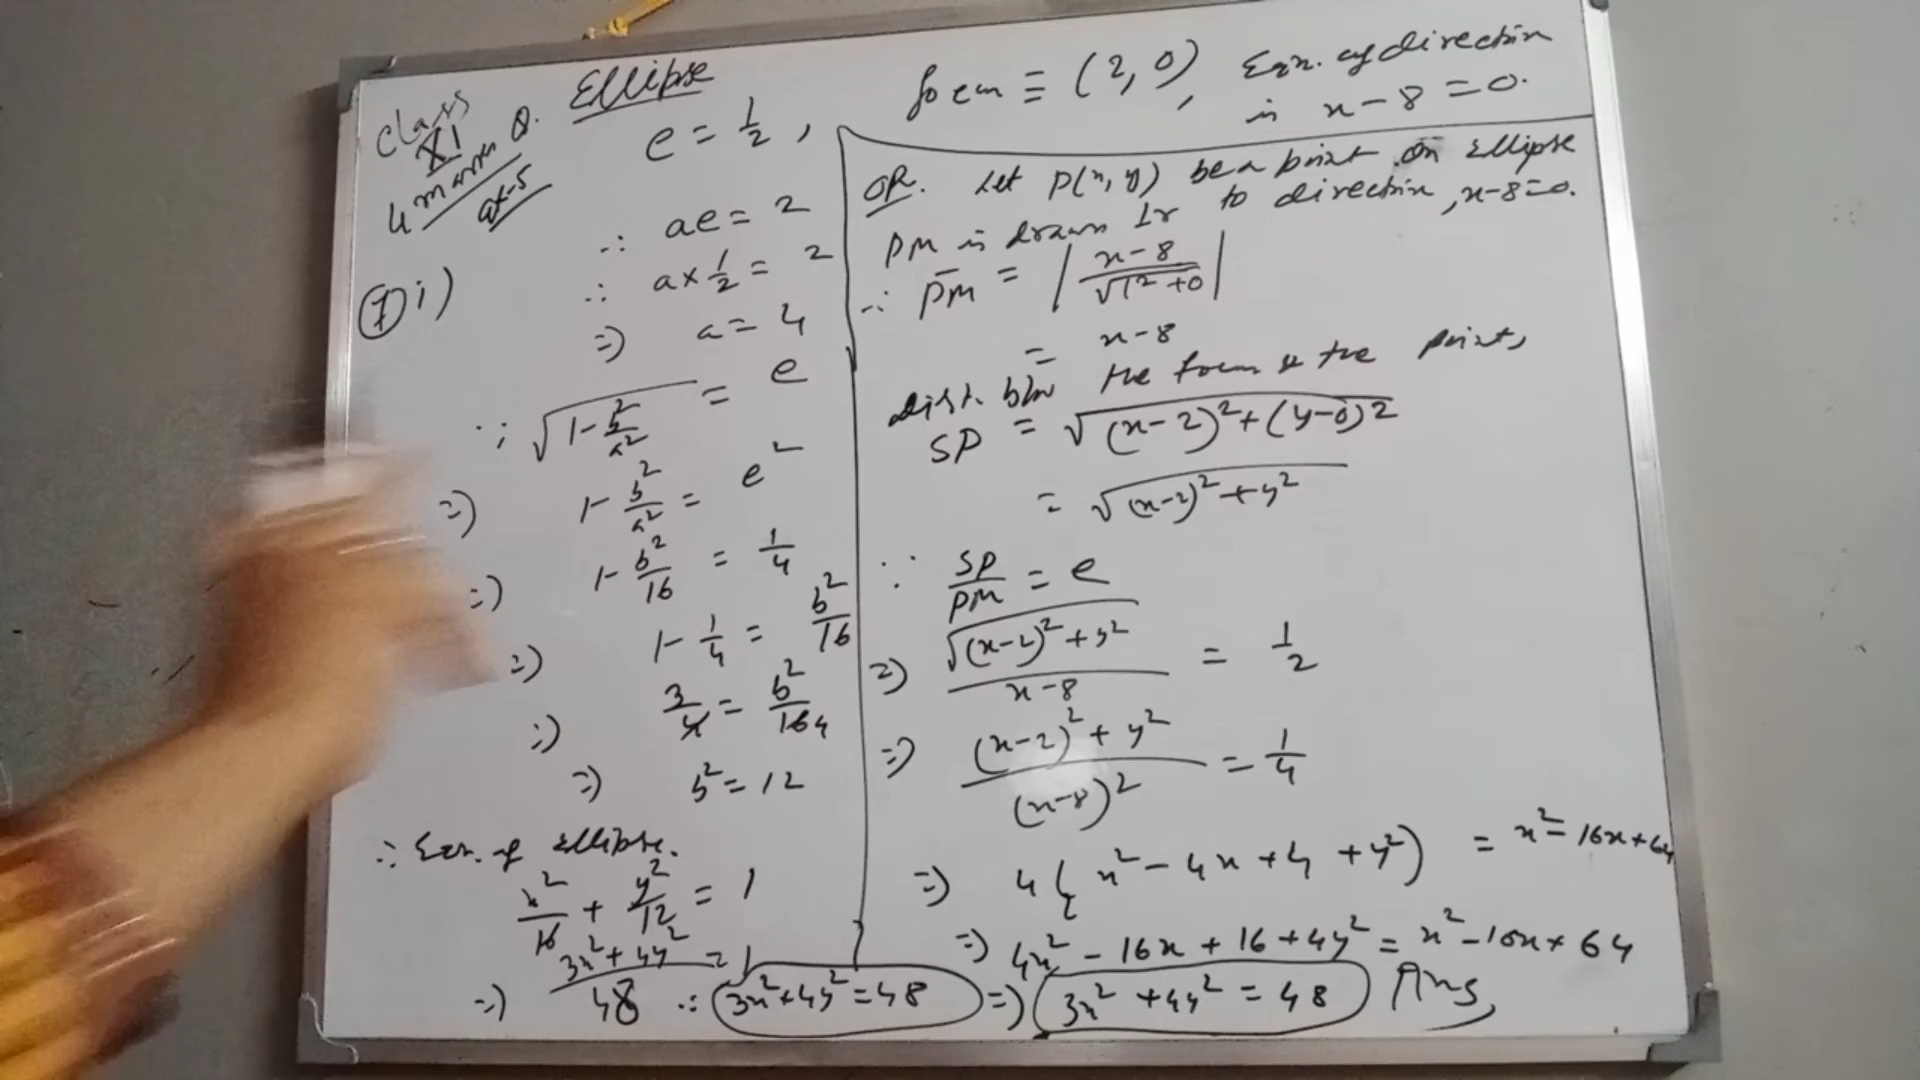 Class
XI
4 marks Q.
at-5
Ellipse
e = 1/2 ,
focus ≡ (2, 0) , Eqn. of directrix
is x - 8 = 0.
7 i)
∴ ae = 2
∴ a × 1/2 = 2
=) a = 4
∵ √(1 - b²/a²) = e
=) 1 - b²/a² = e²
=) 1 - b²/16 = 1/4
=) 1 - 1/4 = b²/16
=) 3/4 = b²/16 4
=) b² = 12
∴ Eqn. of ellipse.
x²/16 + y²/12 = 1
=) (3x² + 4y²)/48 = 1
∴ 3x² + 4y² = 48
OR. Let P(x, y) be a point on Ellipse
PM is drawn ⊥r to directrix, x-8=0.
∴ PM = |(x-8)/√(1²+0)|
= x-8
dist. b/w the focus & the point,
SP = √((x-2)² + (y-0)2
= √((x-2)² + y²
∵ SP/PM = e
=) √((x-2)² + y²)/(x-8) = 1/2
=) ((x-2)² + y²)/(x-8)² = 1/4
=) 4{x² - 4x + 4 + y²) = x² - 16x + 64
=) 4x² - 16x + 16 + 4y² = x² - 16x + 64
=) 3x² + 4y² = 48 Ans,